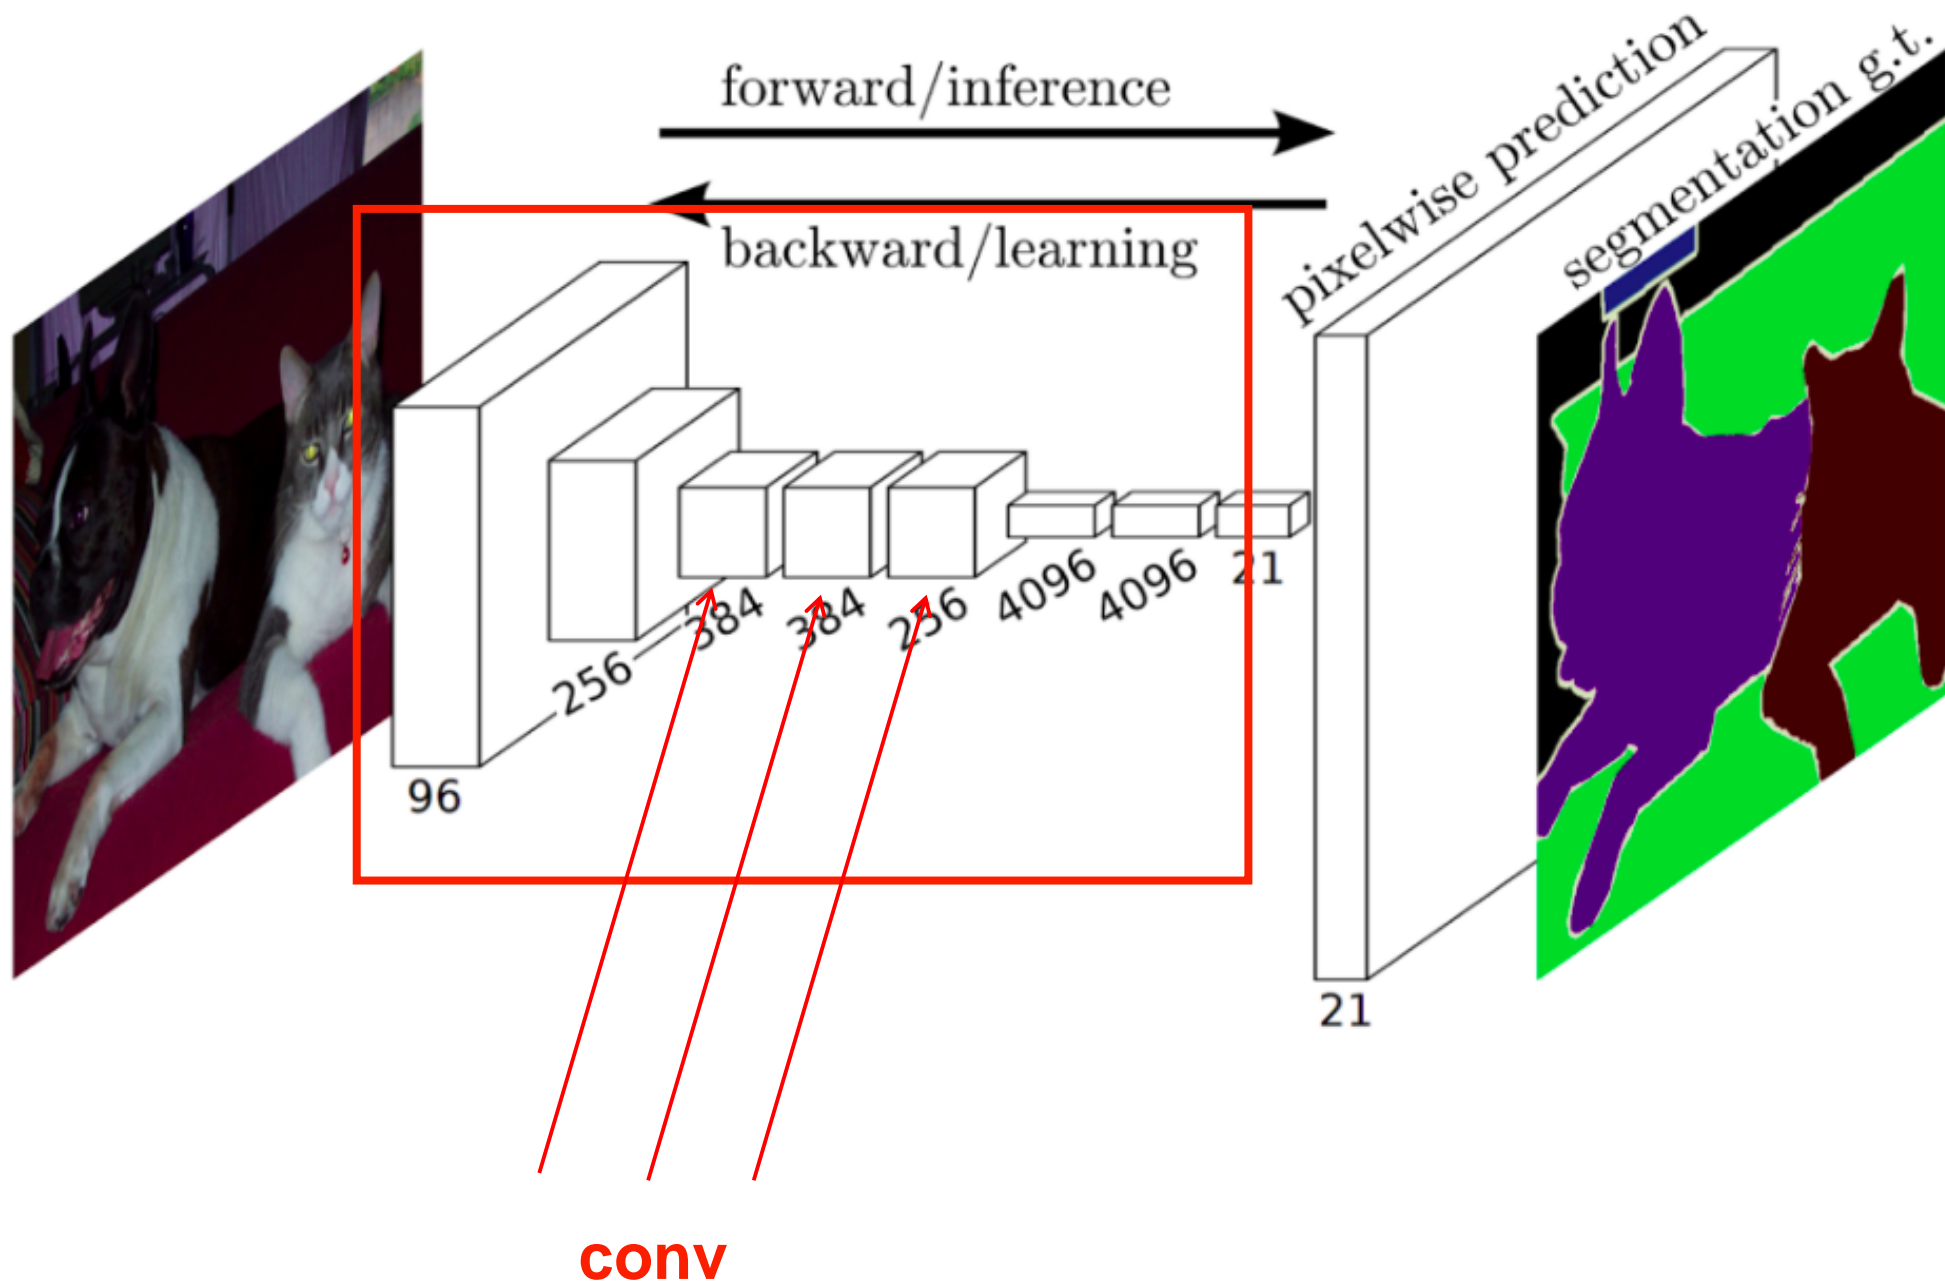 forward/inference
backward/learning
pixelwise prediction
segmentation g.t.
96
256
384
384
256
4096
4096
21
21
conv